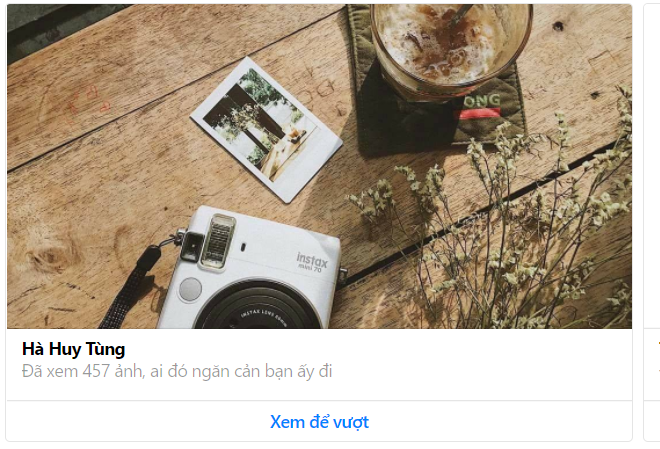 ONG
instax
mini 70
INSTAX LENS 60MM
Hà Huy Tùng
Đã xem 457 ảnh, ai đó ngăn cản bạn ấy đi
Xem để vượt